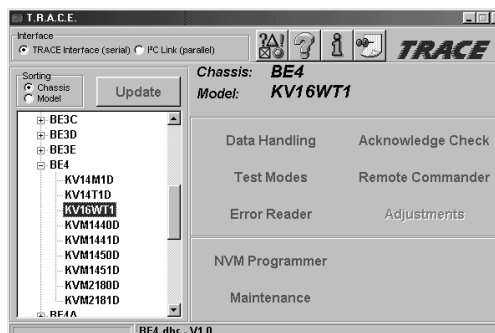 T.R.A.C.E.
Interface
TRACE Interface (serial) I²C Link (parallel)
TRACE
Sorting
Chassis
Model
Update
Chassis: BE4
Model: KV16WT1
BE3C
BE3D
BE3E
BE4
KV14M1D
KV14T1D
KV16WT1
KVM1440D
KVM1441D
KVM1450D
KVM1451D
KVM2180D
KVM2181D
BE4A
Data Handling Acknowledge Check
Test Modes Remote Commander
Error Reader Adjustments
NVM Programmer
Maintenance
BE4.dbr - V1.0